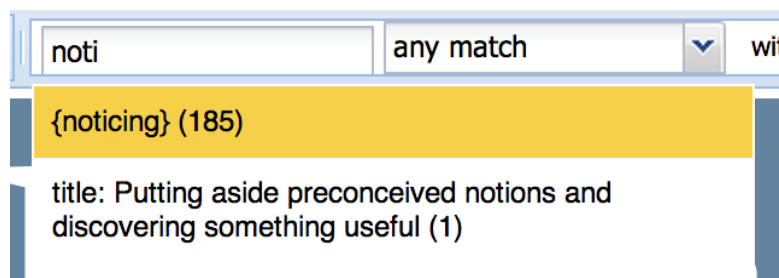 noti any match wit
{noticing} (185)
title: Putting aside preconceived notions and
discovering something useful (1)